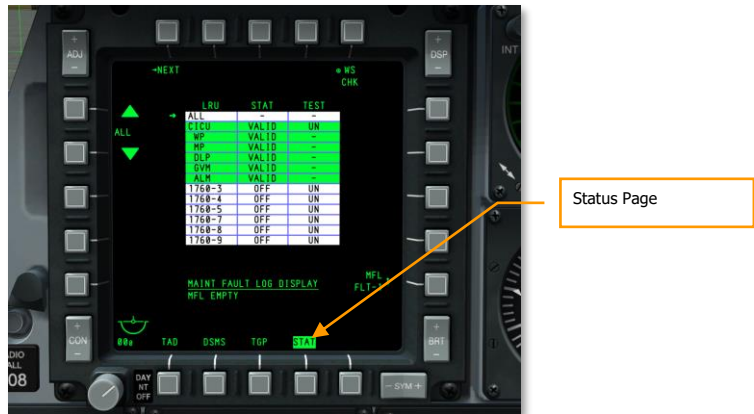 ADJ
DSP
INT
→NEXT
WS
CHK
LRU STAT TEST
ALL - -
ALL
CICU VALID UN
WP VALID -
MP VALID -
DLP VALID -
GVM VALID -
ALM VALID -
1760-3 OFF UN
1760-4 OFF UN
1760-5 OFF UN
1760-7 OFF UN
1760-8 OFF UN
1760-9 OFF UN
Status Page
MAINT FAULT LOG DISPLAY
MFL EMPTY
MFL
CON
BRT
TAD DSMS TGP STAT
ALL
08
DAY
NT
OFF
- SYM +